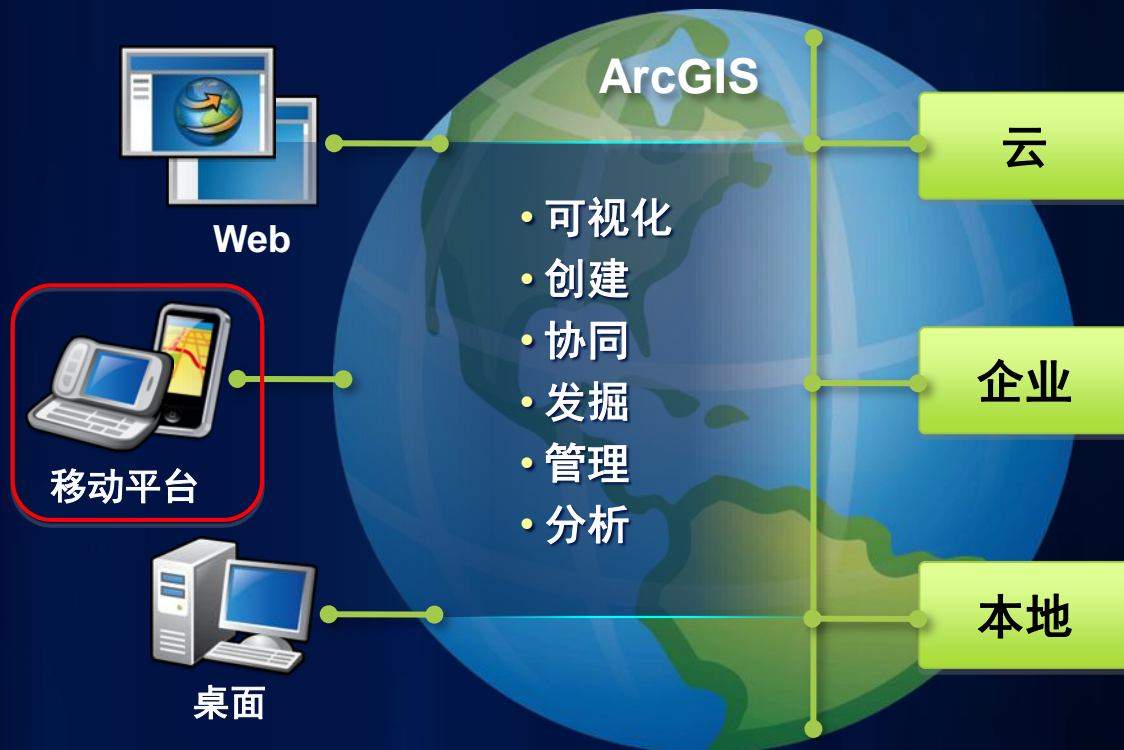 ArcGIS
Web
移动平台
桌面
• 可视化
• 创建
• 协同
• 发掘
• 管理
• 分析
云
企业
本地